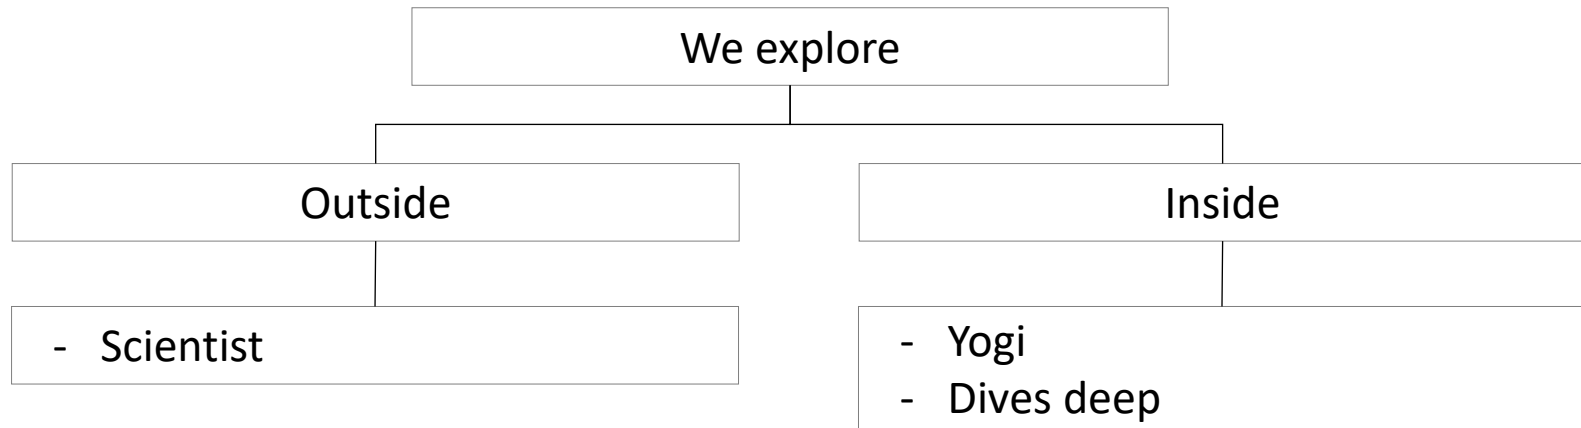 We explore
Outside
Inside
- Scientist
- Yogi
- Dives deep